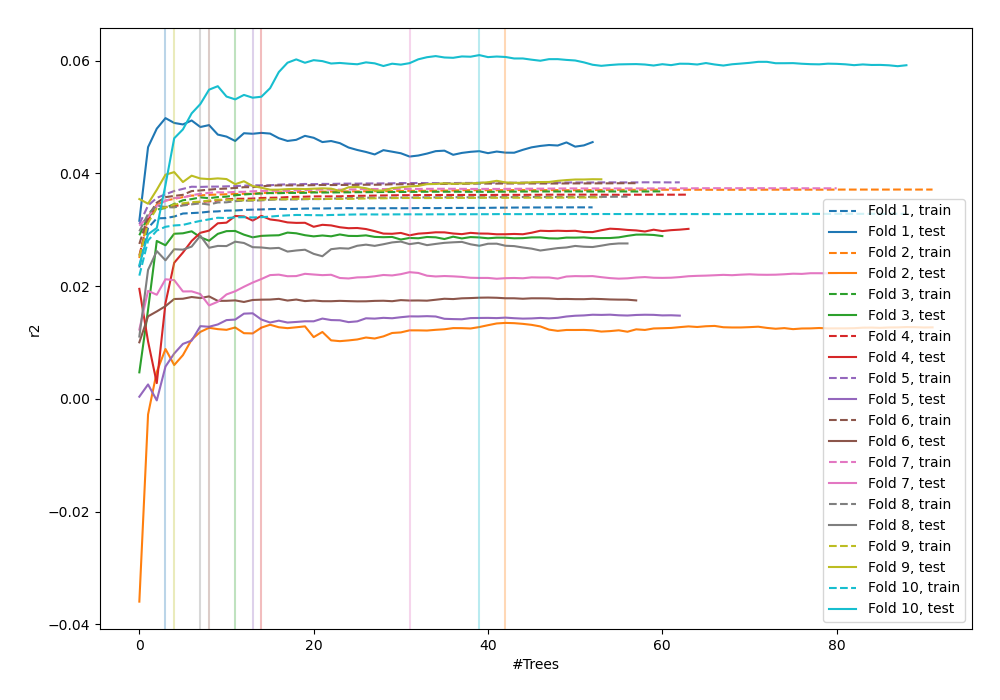 0.06
0.04
0.02
0.00
−0.02
−0.04
r2
0
20
40
60
80
#Trees
Fold 1, train
Fold 1, test
Fold 2, train
Fold 2, test
Fold 3, train
Fold 3, test
Fold 4, train
Fold 4, test
Fold 5, train
Fold 5, test
Fold 6, train
Fold 6, test
Fold 7, train
Fold 7, test
Fold 8, train
Fold 8, test
Fold 9, train
Fold 9, test
Fold 10, train
Fold 10, test